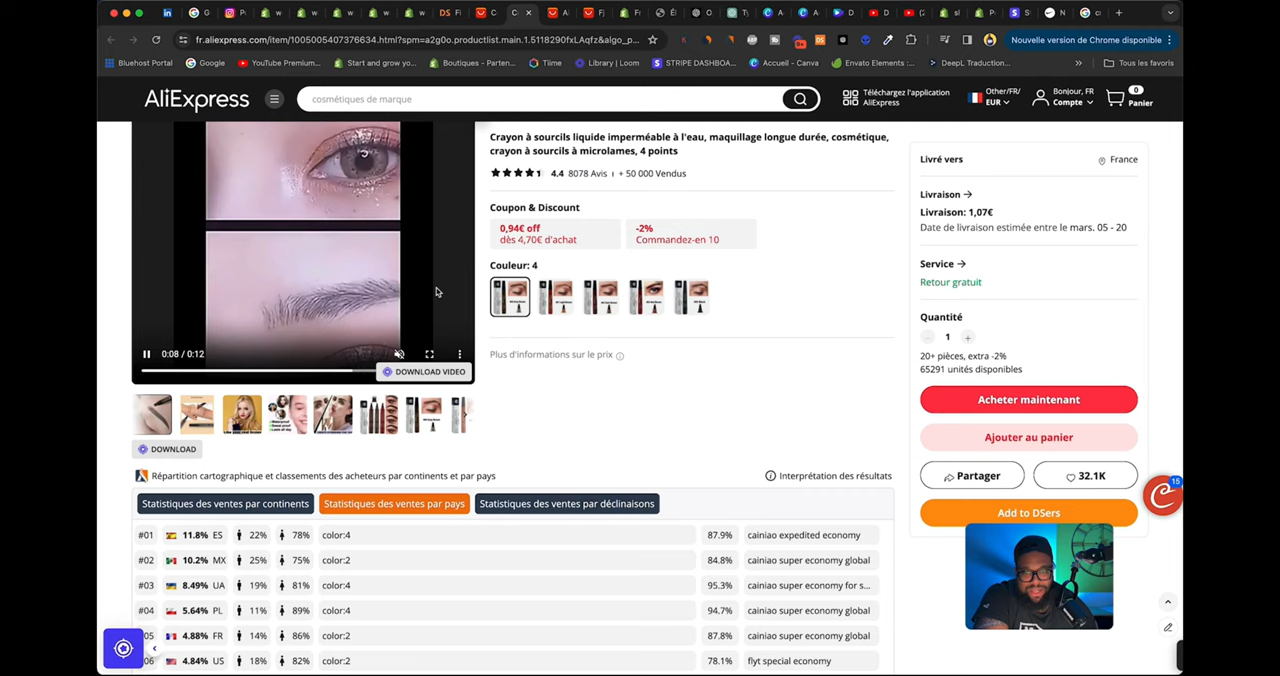 fr.aliexpress.com/item/1005005407376634.html?spm=a2g0o.productlist.main.1.5118290fxLAqfz&algo_p...
Nouvelle version de Chrome disponible
Bluehost Portal
Google
YouTube Premium...
Start and grow yo...
Boutiques - Parten...
Tiime
Library | Loom
STRIPE DASHBOA...
Accueil - Canva
Envato Elements :...
DeepL Traduction...
Tous les favoris
AliExpress
cosmétiques de marque
Téléchargez l'application
AliExpress
Other/FR/
EUR
Bonjour, FR
Compte
0
Panier
Crayon à sourcils liquide imperméable à l'eau, maquillage longue durée, cosmétique,
crayon à sourcils à microlames, 4 points
4.4 8078 Avis + 50 000 Vendus
Coupon & Discount
0,94€ off
dès 4,70€ d'achat
-2%
Commandez-en 10
Couleur: 4
Plus d'informations sur le prix
0:08 / 0:12
DOWNLOAD VIDEO
DOWNLOAD
Livré vers
France
Livraison
Livraison: 1,07€
Date de livraison estimée entre le mars. 05 - 20
Service
Retour gratuit
Quantité
1
20+ pièces, extra -2%
65291 unités disponibles
Acheter maintenant
Ajouter au panier
Partager
32.1K
Add to DSers
15
Répartition cartographique et classements des acheteurs par continents et par pays
Interprétation des résultats
Statistiques des ventes par continents
Statistiques des ventes par pays
Statistiques des ventes par déclinaisons
#01 11.8% ES 22% 78% color:4 87.9% cainiao expedited economy
#02 10.2% MX 25% 75% color:2 84.8% cainiao super economy global
#03 8.49% UA 19% 81% color:4 95.3% cainiao super economy for s...
#04 5.64% PL 11% 89% color:4 94.7% cainiao super economy global
05 4.88% FR 14% 86% color:2 87.8% cainiao super economy global
06 4.84% US 18% 82% color:2 78.1% flyt special economy